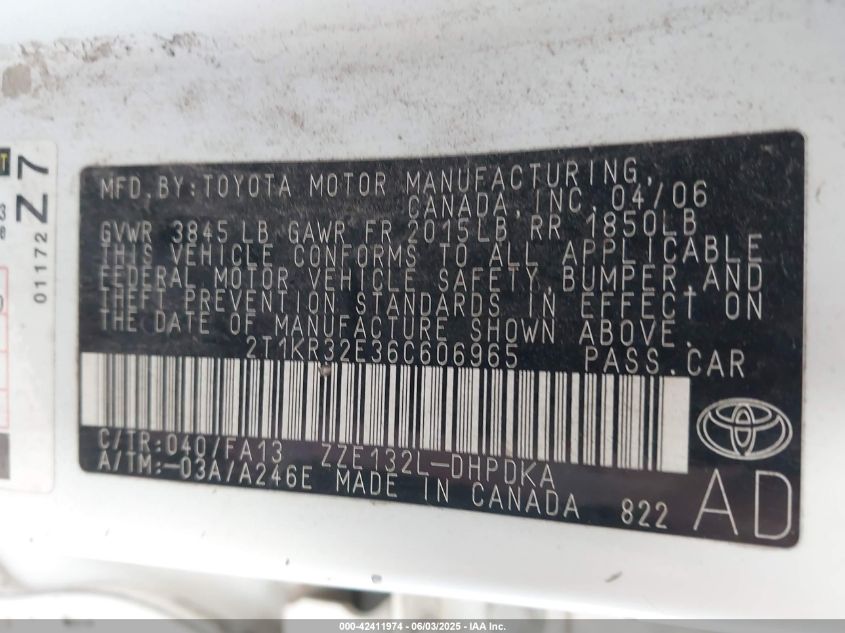 MFD. BY: TOYOTA MOTOR MANUFACTURING,
CANADA, INC. 04/06
GVWR 3845 LB GAWR FR 2015LB RR 1850LB
THIS VEHICLE CONFORMS TO ALL APPLICABLE
FEDERAL MOTOR VEHICLE SAFETY, BUMPER, AND
THEFT PREVENTION STANDARDS IN EFFECT ON
THE DATE OF MANUFACTURE SHOWN ABOVE.
2T1KR32E36C606965 PASS. CAR
C/TR: 040/FA13 ZZE132L-DHPDKA
A/TM: -03A/A246E MADE IN CANADA 822
AD
Z 7
01172
000-42411974 - 06/03/2025 - IAA Inc.